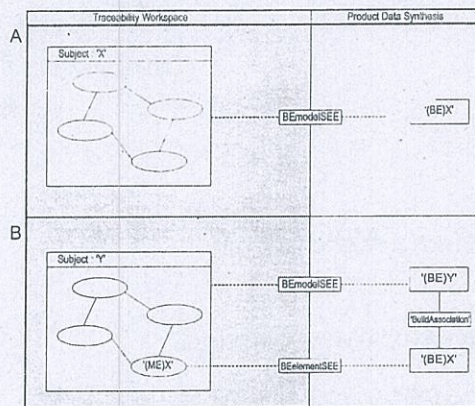 Traceability Workspace
Product Data Synthesis
A
Subject : 'X'
BEmodelSEE
'(BE)X'
B
Subject : 'Y'
BEmodelSEE
'(BE)Y'
'BuildAssociation'
'(ME)X'
BEelementSEE
'(BE)X'